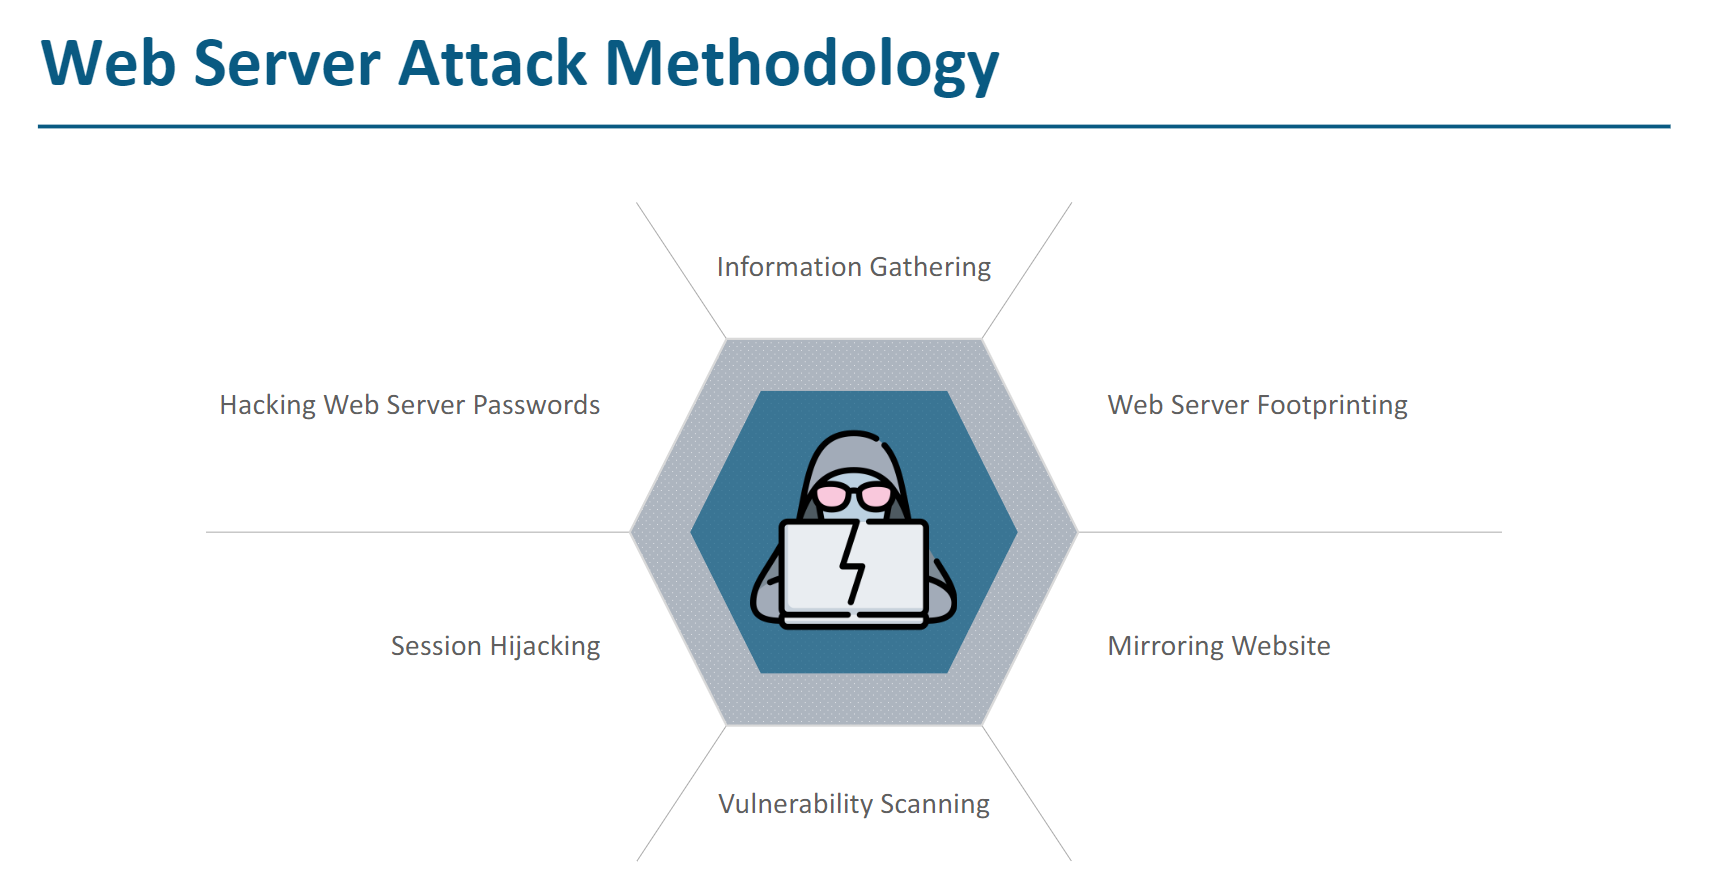 Web Server Attack Methodology
Information Gathering
Hacking Web Server Passwords
Web Server Footprinting
Session Hijacking
Mirroring Website
Vulnerability Scanning